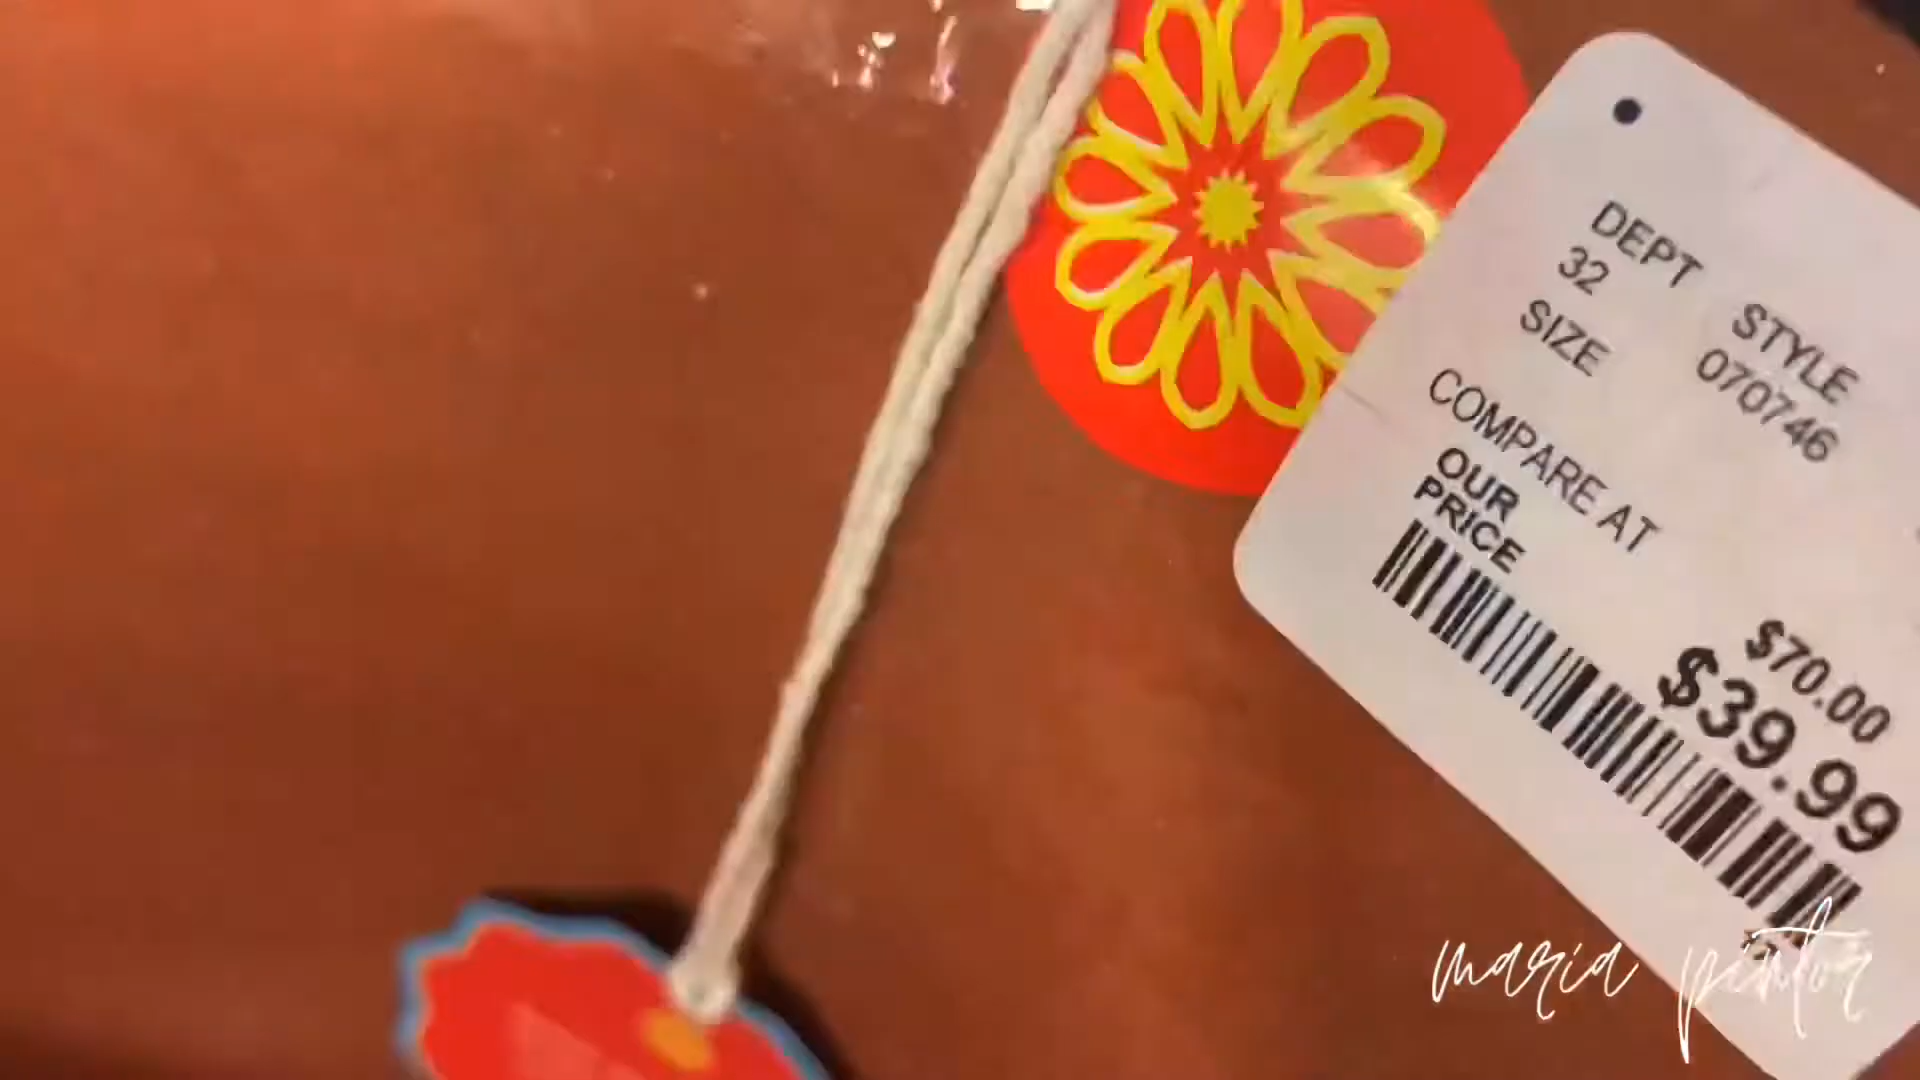 DEPT STYLE
32 070746
SIZE
COMPARE AT $70.00
OUR
PRICE $39.99
maria pintor